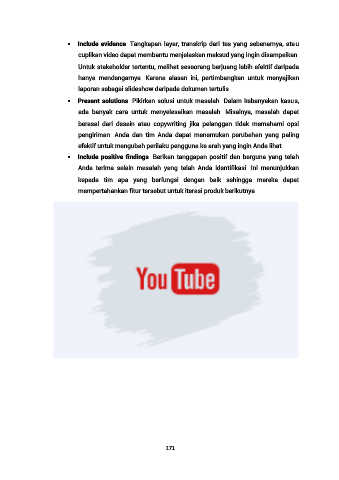 • Include evidence Tangkapan layar, transkrip dari tes yang sebenarnya, atau
cuplikan video dapat membantu menjelaskan maksud yang ingin disampaikan
Untuk stakeholder tertentu, melihat seseorang berjuang lebih efektif daripada
hanya mendengarnya Karena alasan ini, pertimbangkan untuk menyajikan
laporan sebagai slideshow daripada dokumen tertulis
• Present solutions Pikirkan solusi untuk masalah Dalam kebanyakan kasus,
ada banyak cara untuk menyelesaikan masalah Misalnya, masalah dapat
berasal dari desain atau copywriting jika pelanggan tidak memahami opsi
pengiriman Anda dan tim Anda dapat menemukan perubahan yang paling
efektif untuk mengubah perilaku pengguna ke arah yang ingin Anda lihat
• Include positive findings Berikan tanggapan positif dan berguna yang telah
Anda terima selain masalah yang telah Anda identifikasi Ini menunjukkan
kepada tim apa yang berfungsi dengan baik sehingga mereka dapat
mempertahankan fitur tersebut untuk iterasi produk berikutnya
YouTube
171